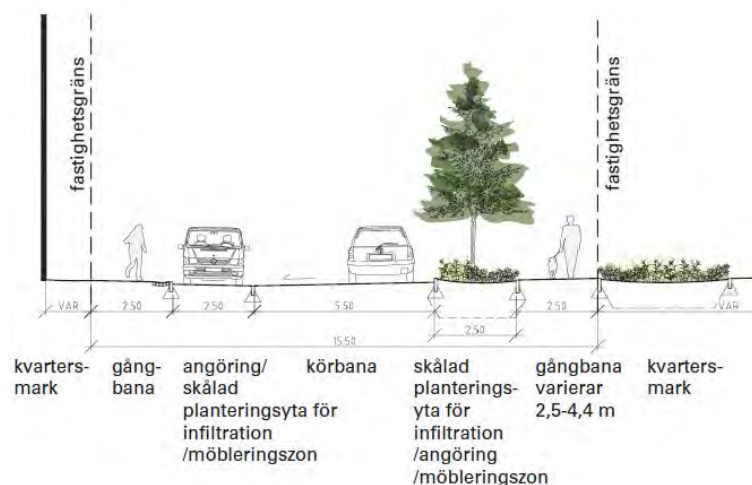 fastighetsgräns
fastighetsgräns
VAR
2.50
2.50
5.50
2.50
VAR
2.50
15.50
kvarters-
mark
gång-
bana
angöring/
skålad
planteringsyta för
infiltration
/möbleringszon
körbana
skålad
planterings-
yta för
infiltration
/angöring
/möbleringszon
gångbana
varierar
2,5-4,4 m
kvarters-
mark